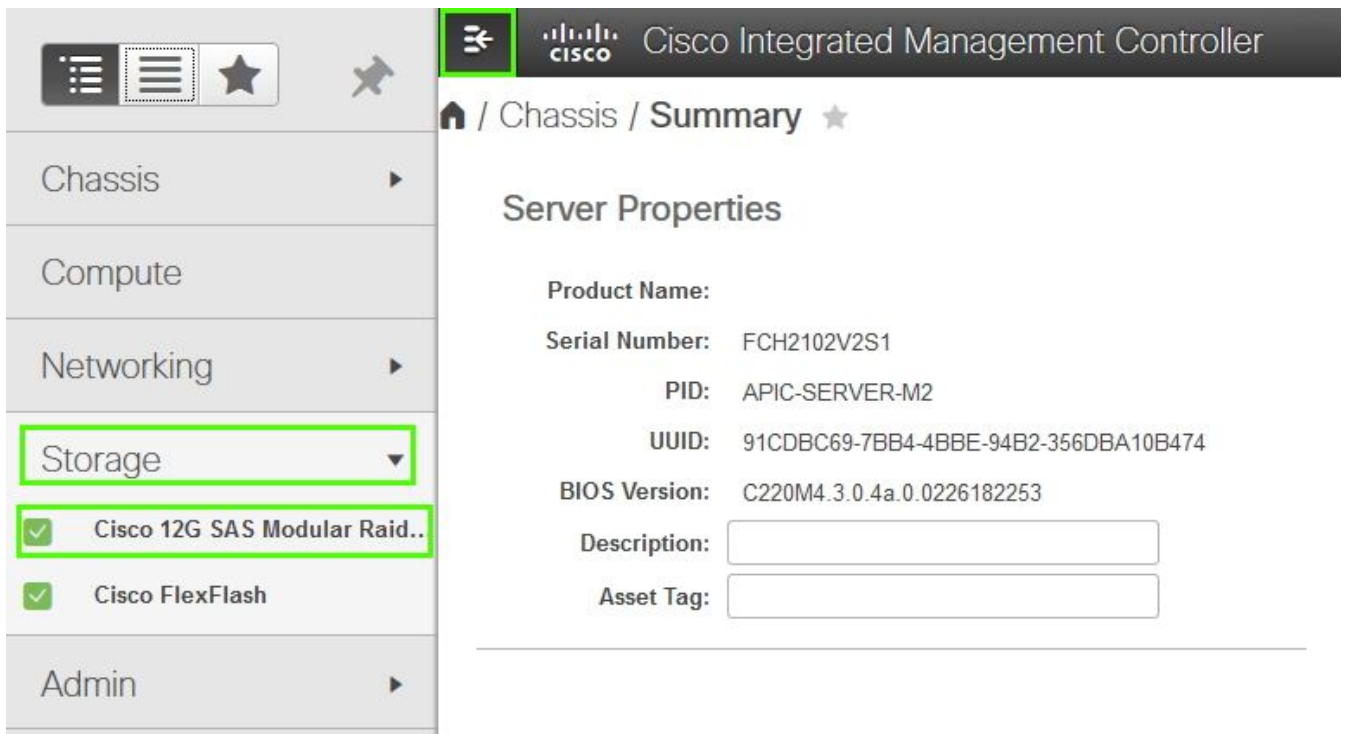 cisco Cisco Integrated Management Controller
/ Chassis / Summary
Chassis
Compute
Networking
Storage
Cisco 12G SAS Modular Raid...
Cisco FlexFlash
Admin
Server Properties
Product Name:
Serial Number: FCH2102V2S1
PID: APIC-SERVER-M2
UUID: 91CDBC69-7BB4-4BBE-94B2-356DBA10B474
BIOS Version: C220M4.3.0.4a.0.0226182253
Description:
Asset Tag: